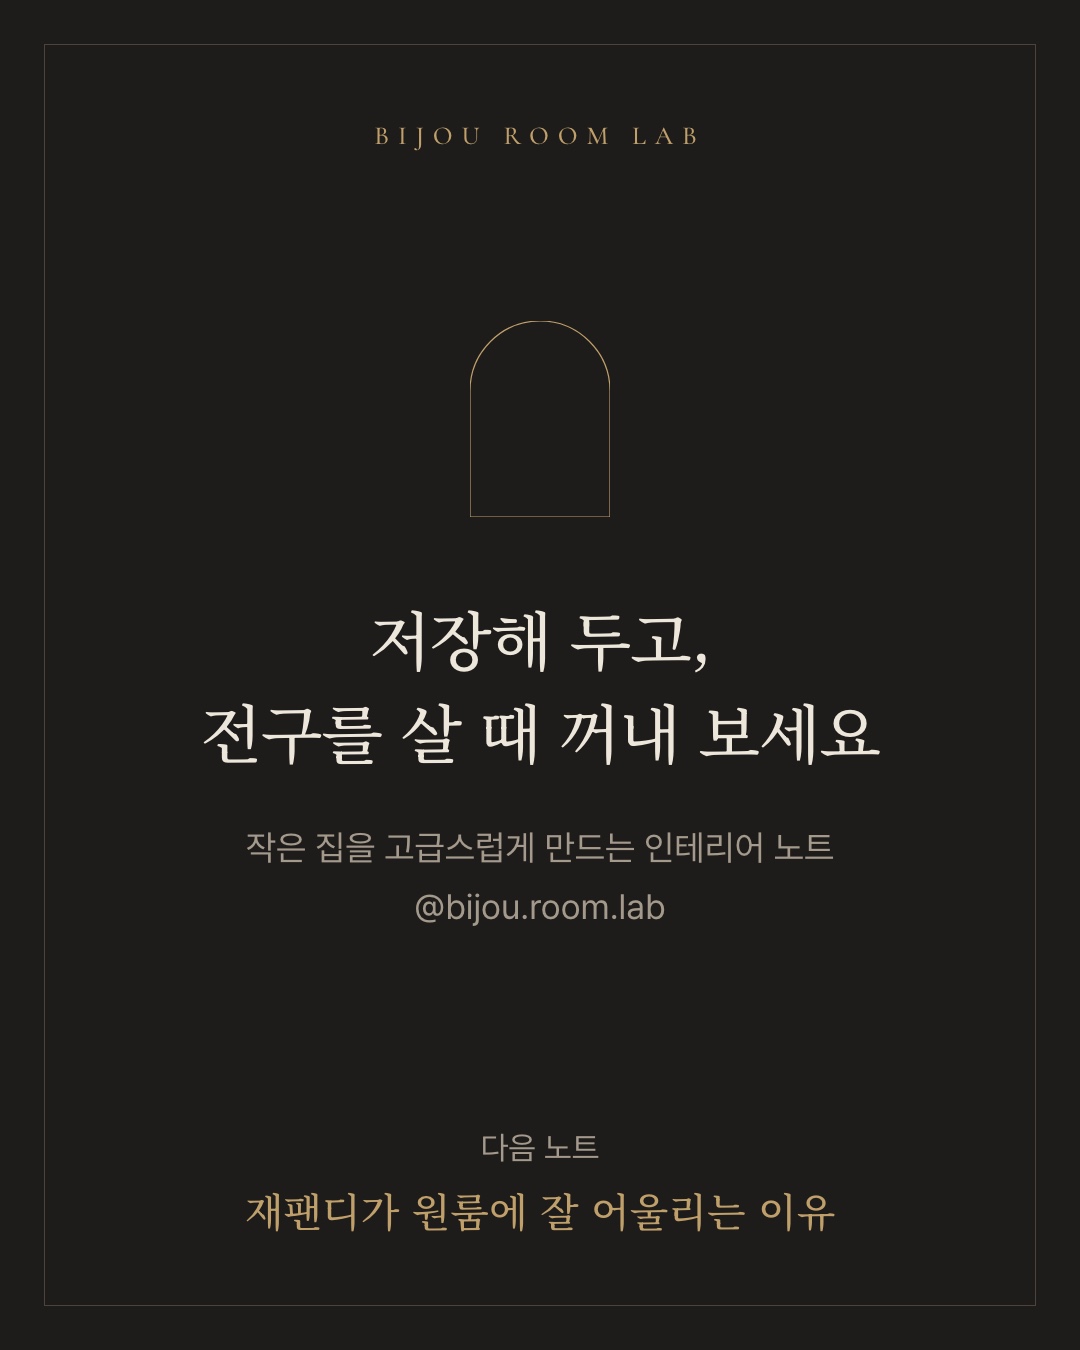 BIJOU ROOM LAB
저장해 두고,
전구를 살 때 꺼내 보세요
작은 집을 고급스럽게 만드는 인테리어 노트
@bijou.room.lab
다음 노트
재팬디가 원룸에 잘 어울리는 이유